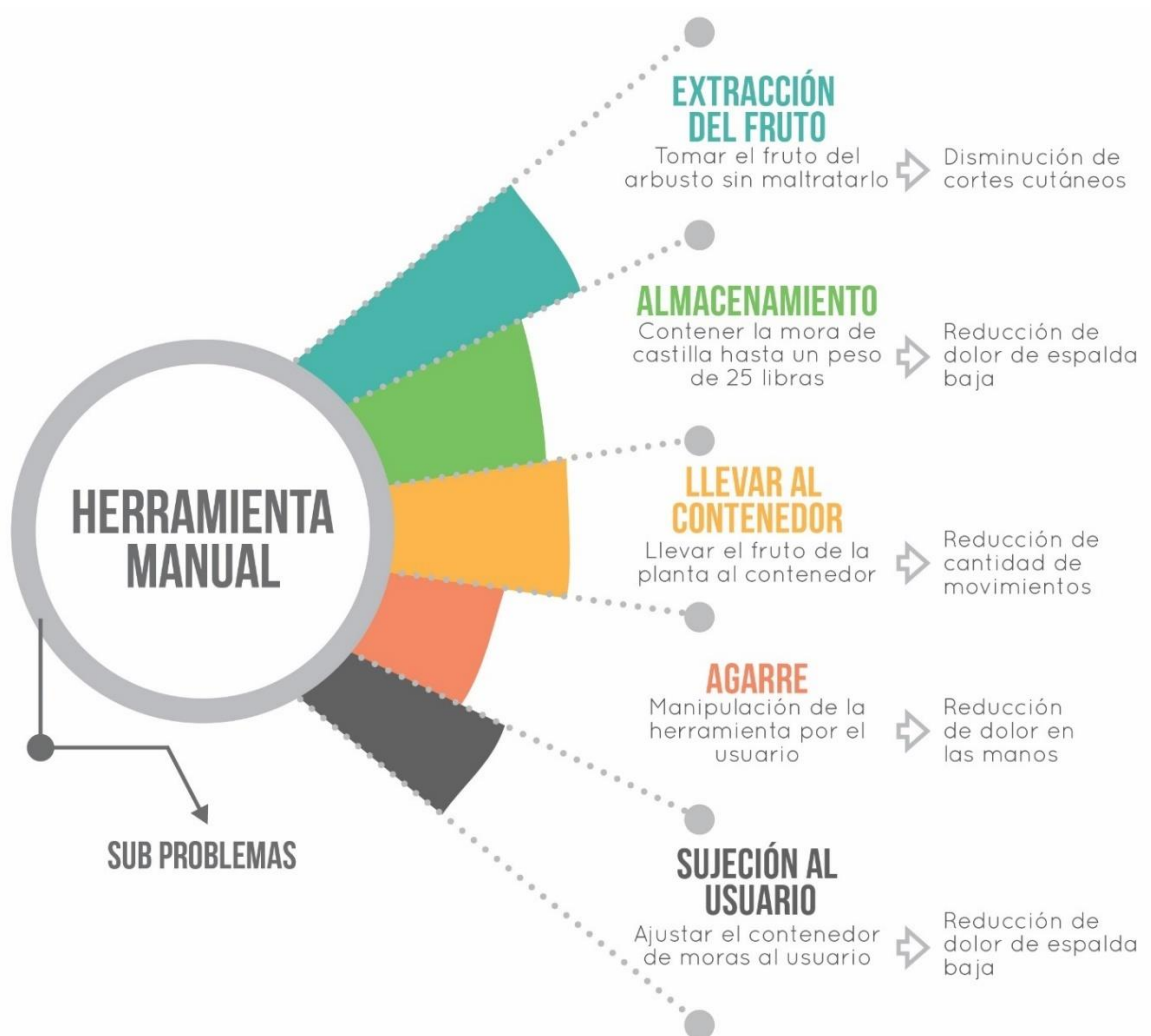 HERRAMIENTA
MANUAL
SUB PROBLEMAS
EXTRACCIÓN
DEL FRUTO
Tomar el fruto del
arbusto sin maltratarlo
Disminución de
cortes cutáneos
ALMACENAMIENTO
Contener la mora de
castilla hasta un peso
de 25 libras
Reducción de
dolor de espalda
baja
LLEVAR AL
CONTENEDOR
Llevar el fruto de la
planta al contenedor
Reducción de
cantidad de
movimientos
AGARRE
Manipulación de la
herramienta por el
usuario
Reducción
de dolor en
las manos
SUJECIÓN AL
USUARIO
Ajustar el contenedor
de moras al usuario
Reducción de
dolor de espalda
baja